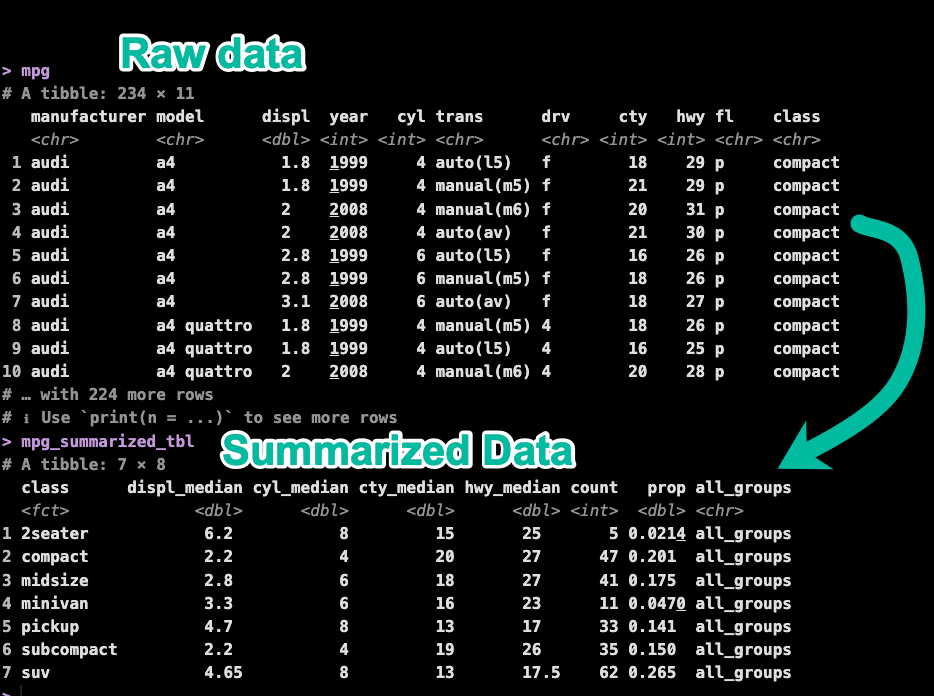 Raw data
> mpg
# A tibble: 234 × 11
manufacturer model displ year cyl trans drv cty hwy fl class
<chr> <chr> <dbl> <int> <int> <chr> <chr> <int> <int> <chr> <chr>
1 audi a4 1.8 1999 4 auto(l5) f 18 29 p compact
2 audi a4 1.8 1999 4 manual(m5) f 21 29 p compact
3 audi a4 2 2008 4 manual(m6) f 20 31 p compact
4 audi a4 2 2008 4 auto(av) f 21 30 p compact
5 audi a4 2.8 1999 6 auto(l5) f 16 26 p compact
6 audi a4 2.8 1999 6 manual(m5) f 18 26 p compact
7 audi a4 3.1 2008 6 auto(av) f 18 27 p compact
8 audi a4 quattro 1.8 1999 4 manual(m5) 4 18 26 p compact
9 audi a4 quattro 1.8 1999 4 auto(l5) 4 16 25 p compact
10 audi a4 quattro 2 2008 4 manual(m6) 4 20 28 p compact
# … with 224 more rows
# ℹ Use `print(n = ...)` to see more rows
> mpg_summarized_tbl
Summarized Data
# A tibble: 7 × 8
class displ_median cyl_median cty_median hwy_median count prop all_groups
<fct> <dbl> <dbl> <dbl> <dbl> <int> <dbl> <chr>
1 2seater 6.2 8 15 25 5 0.0214 all_groups
2 compact 2.2 4 20 27 47 0.201 all_groups
3 midsize 2.8 6 18 27 41 0.175 all_groups
4 minivan 3.3 6 16 23 11 0.0470 all_groups
5 pickup 4.7 8 13 17 33 0.141 all_groups
6 subcompact 2.2 4 19 26 35 0.150 all_groups
7 suv 4.65 8 13 17.5 62 0.265 all_groups
>